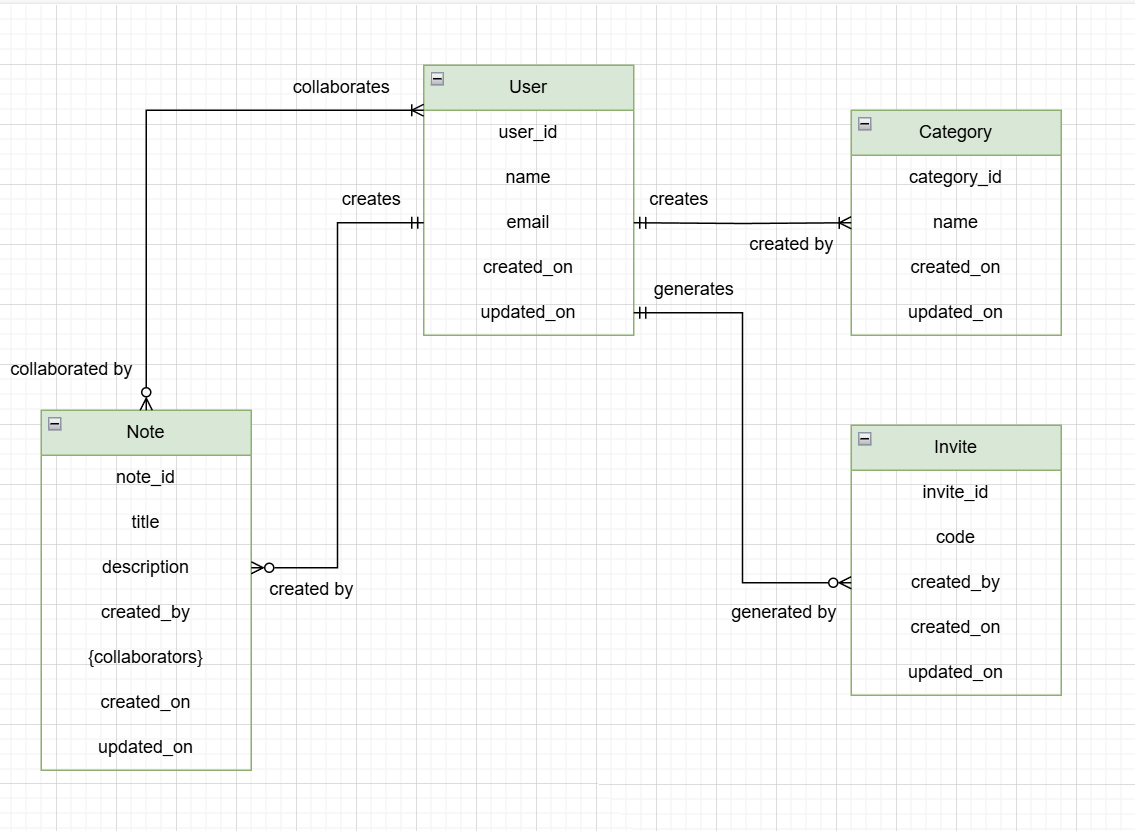 collaborates
User
user_id
name
email
created_on
updated_on
creates
creates
created by
generates
Category
category_id
name
created_on
updated_on
collaborated by
Note
note_id
title
description
created_by
{collaborators}
created_on
updated_on
created by
generated by
Invite
invite_id
code
created_by
created_on
updated_on